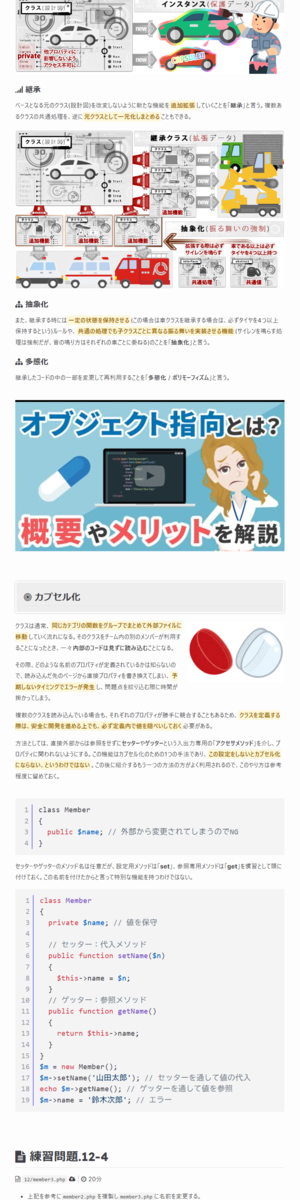 クラス(設計図)
インスタンス(保護データ)
private
他プロパティに
影響しないよう
アクセス不可に
継承
ベースとなる元のクラス(設計図)を改変しないように新たな機能を追加拡張していくことを「継承」と言う。複数あ
るクラスの共通処理を、逆に元クラスとして一元化しまとめることもできる。
クラス(設計図)
継承クラス(拡張データ)
new
new
抽象化(振る舞いの強制)
追加機能
追加機能
追加機能
追加機能
拡張する際は必ず
サイレンを鳴らす
車である以上は必ず
タイヤを4つ以上持つ
共通処理
共通値
抽象化
また、継承する時には一定の状態を保持させる(この場合は車クラスを継承する場合は、必ずタイヤを4つ以上
保持するというルール)や、共通の処理でも子クラスごとに異なる振る舞いを実装させる機能(サイレンを鳴らす処
理は強制だが、音の鳴り方はそれぞれの車ごとに委ねる)のことを「抽象化」と言う。
多態化
継承したコードの中の一部を変更して再利用することを「多態化 / ポリモーフィズム」と言う。
オブジェクト指向とは?
概要やメリットを解説
カプセル化
クラスは通常、同じカテゴリの関数をグループでまとめて外部ファイルに
移動していく流れになる。そのクラスをチーム内の別のメンバーが利用す
ることになったとき、一々内部のコードは見ずに読み込むことになる。
その際、どのような名前のプロパティが定義されているかは知らないの
で、読み込んだ先のページから直接プロパティを書き換えてしまい、予
期しないタイミングでエラーが発生し、問題点を絞り込む際に時間が
掛かってしまう。
複数のクラスを読み込んでいる場合も、それぞれのプロパティが勝手に競合することもあるため、クラスを定義する
際は、安全に開発を進める上でも、必ず定義内で値を隠ぺいしておく必要がある。
方法としては、直接外部からは参照をせずにセッターやゲッターという入出力専用の「アクセサメソッド」を介し、プロ
パティに関われないようにする。この機能はカプセル化のための1つの手法であり、この設定をしないとカプセル化
にならない、というわけではない。この後に紹介するもう一つの方法の方がよく利用されるので、このやり方は参考
程度に留めておく。
1 class Member
2 {
3 public $name; // 外部から変更されてしまうのでNG
4 }
セッターやゲッターのメソッド名は任意だが、設定用メソッドは「set」、参照専用メソッドは「get」を慣習として頭に
付けておく。この名前を付けたからと言って特別な機能を持つわけではない。
1 class Member
2 {
3 private $name; // 値を保守
4
5 // セッター：代入メソッド
6 public function setName($n)
7 {
8 $this->name = $n;
9 }
10 // ゲッター：参照メソッド
11 public function getName()
12 {
13 return $this->name;
14 }
15 }
16 $m = new Member();
17 $m->setName('山田太郎'); // セッターを通して値の代入
18 echo $m->getName(); // ゲッターを通して値を参照
19 $m->name = '鈴木次郎'; // エラー
練習問題.12-4
12/member3.php | 20分
上記を参考に member2.php を複製し member3.php に名前を変更する。